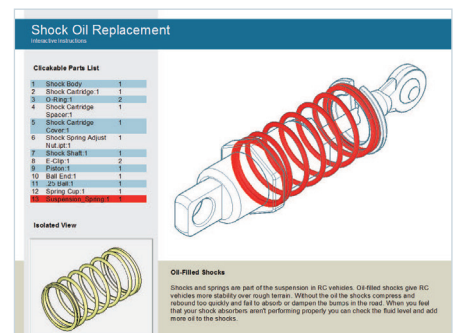 Shock Oil Replacement
Interactive Instructions
Clicakable Parts List
1 Shock Body 1
2 Shock Cartridge:1 1
3 O-Ring:1 2
4 Shock Cartridge 1
Spacer:1
5 Shock Cartridge 1
Cover:1
6 Shock Spring Adjust 1
Nut.ipt:1
7 Shock Shaft:1 1
8 E-Clip:1 2
9 Piston:1 1
10 Ball End:1 1
11 .25 Ball:1 1
12 Spring Cup:1 1
13 Suspension_Spring:1 1
Isolated View
Oil-Filled Shocks
Shocks and springs are part of the suspension in RC vehicles. Oil-filled shocks give RC
vehicles more stability over rough terrain. Without the oil the shocks compress and
rebound too quickly and fail to absorb or dampen the bumps in the road. When you feel
that your shock absorbers aren't performing properly you can check the fluid level and add
more oil to the shocks.